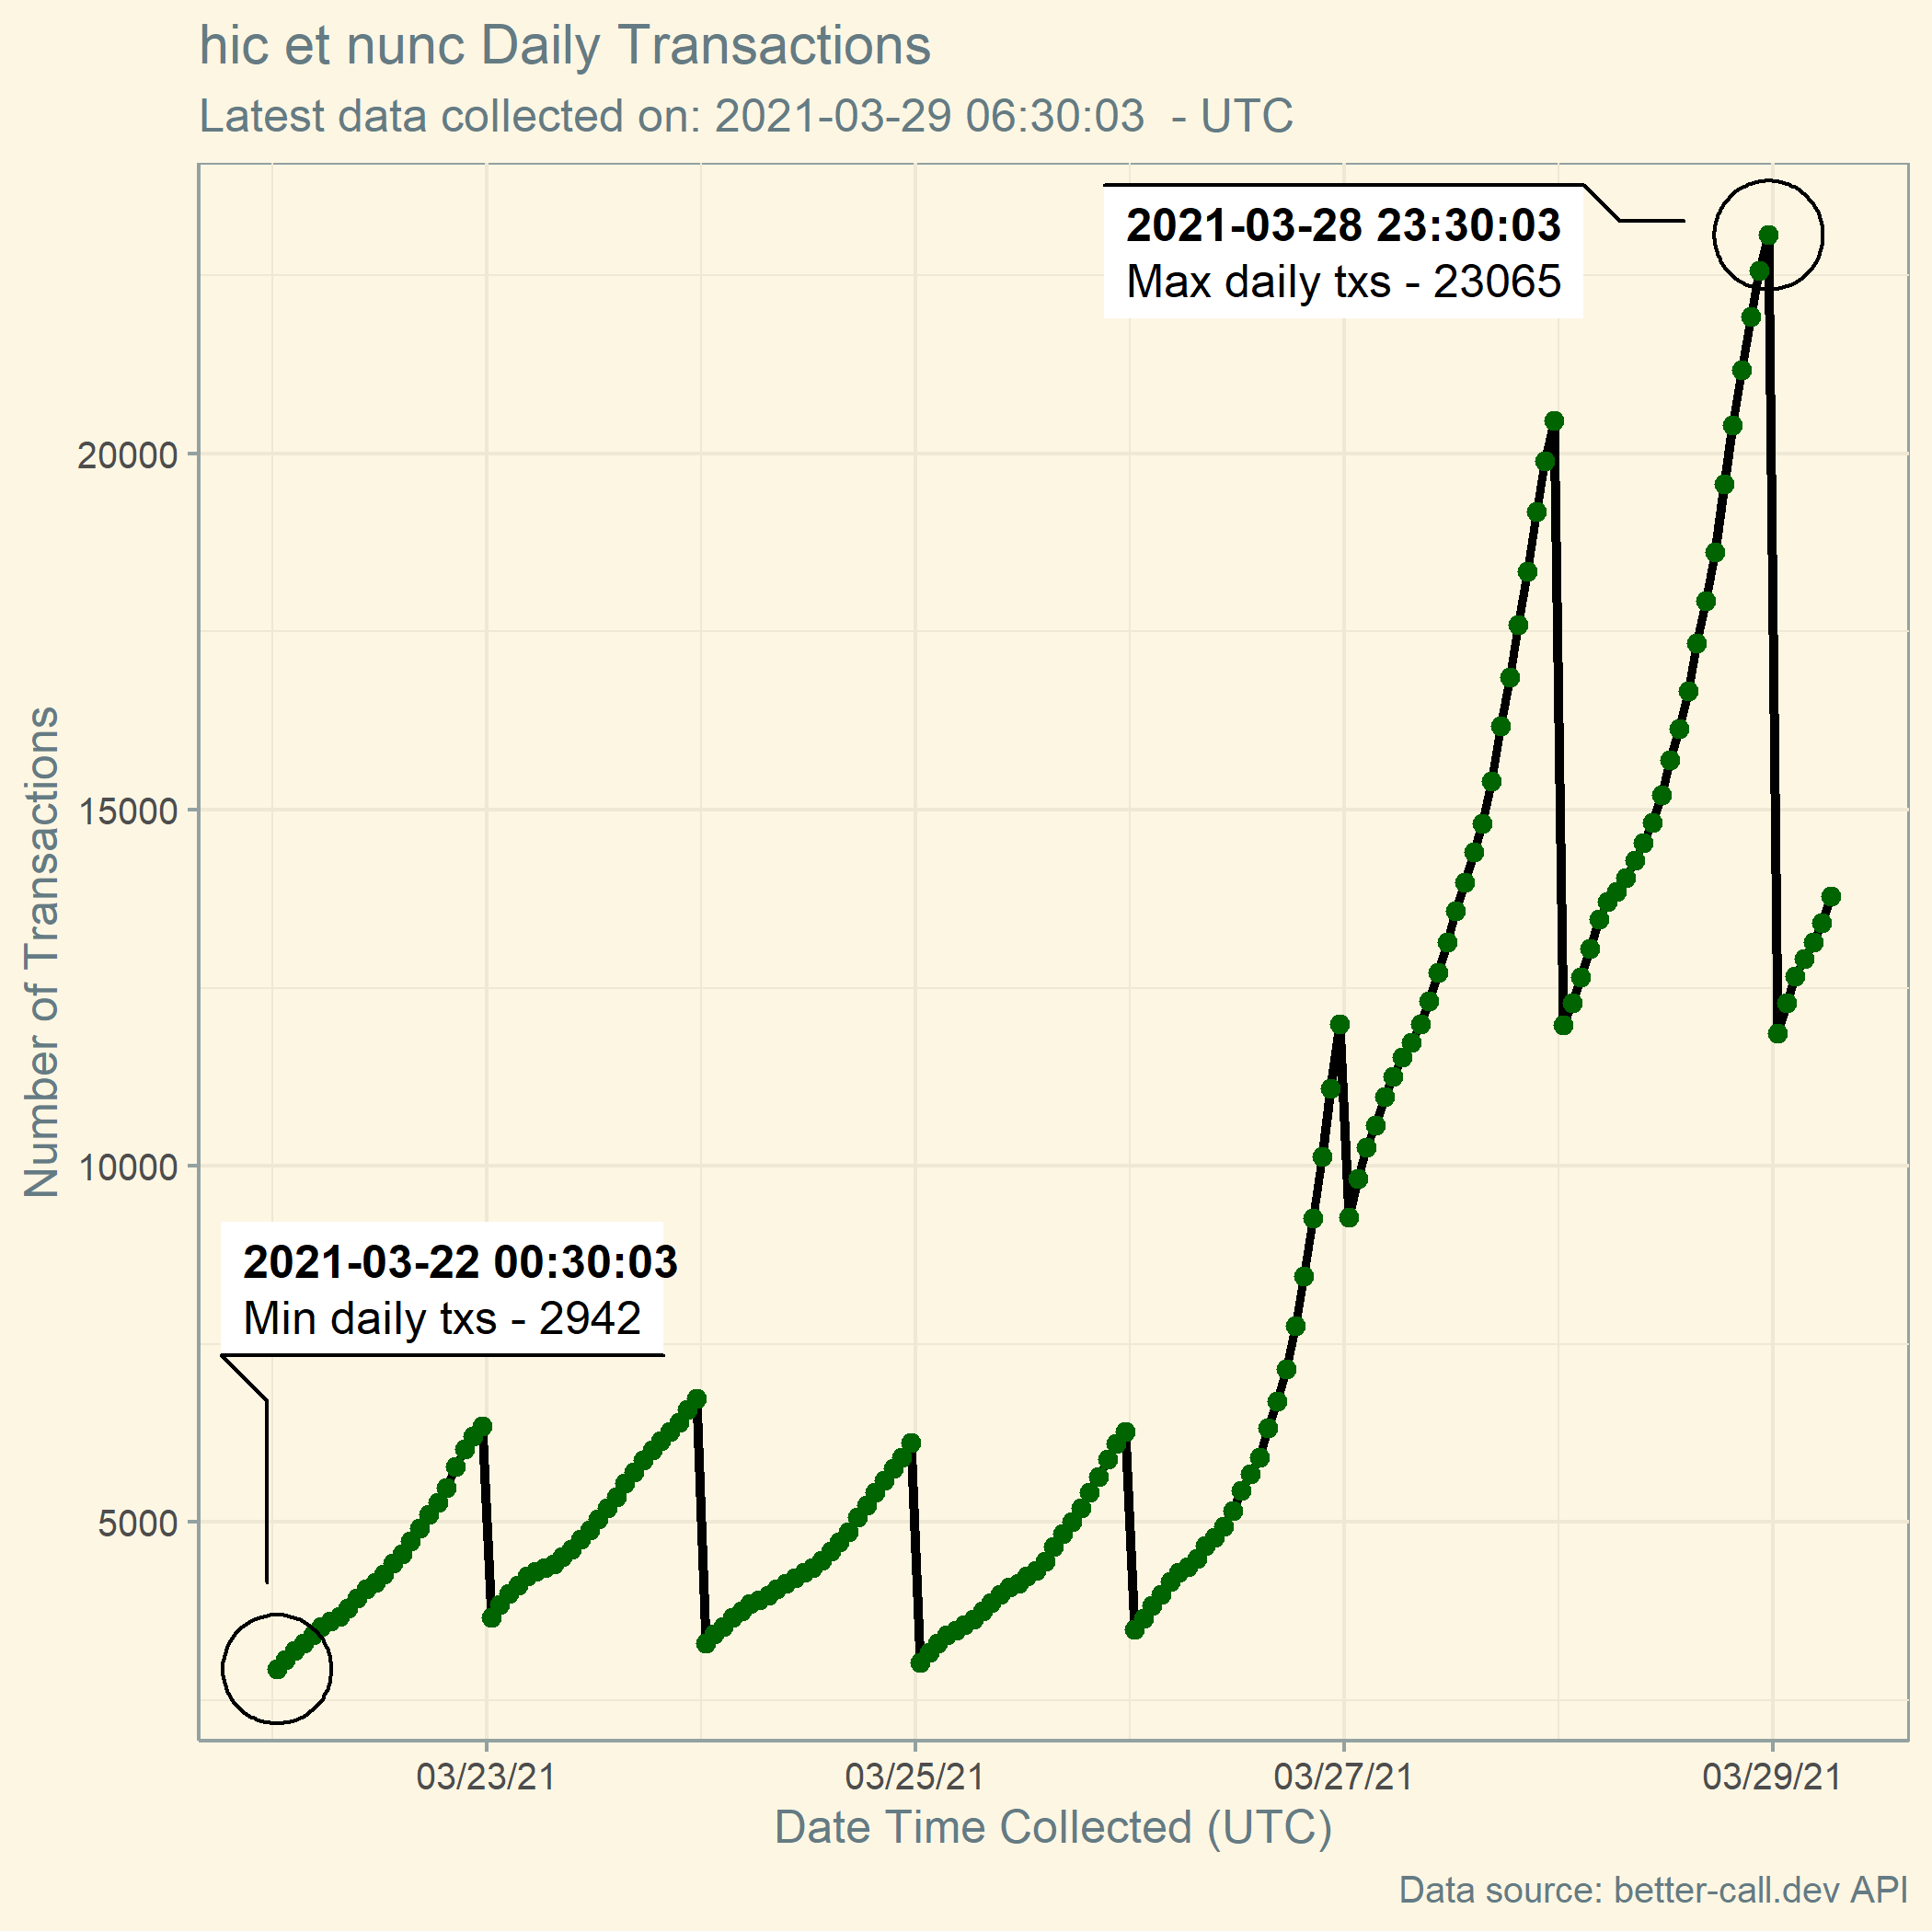 hic et nunc Daily Transactions
Latest data collected on: 2021-03-29 06:30:03  - UTC
2021-03-28 23:30:03
Max daily txs - 23065
20000
15000
10000
5000
Number of Transactions
2021-03-22 00:30:03
Min daily txs - 2942
03/23/21
03/25/21
03/27/21
03/29/21
Date Time Collected (UTC)
Data source: better-call.dev API